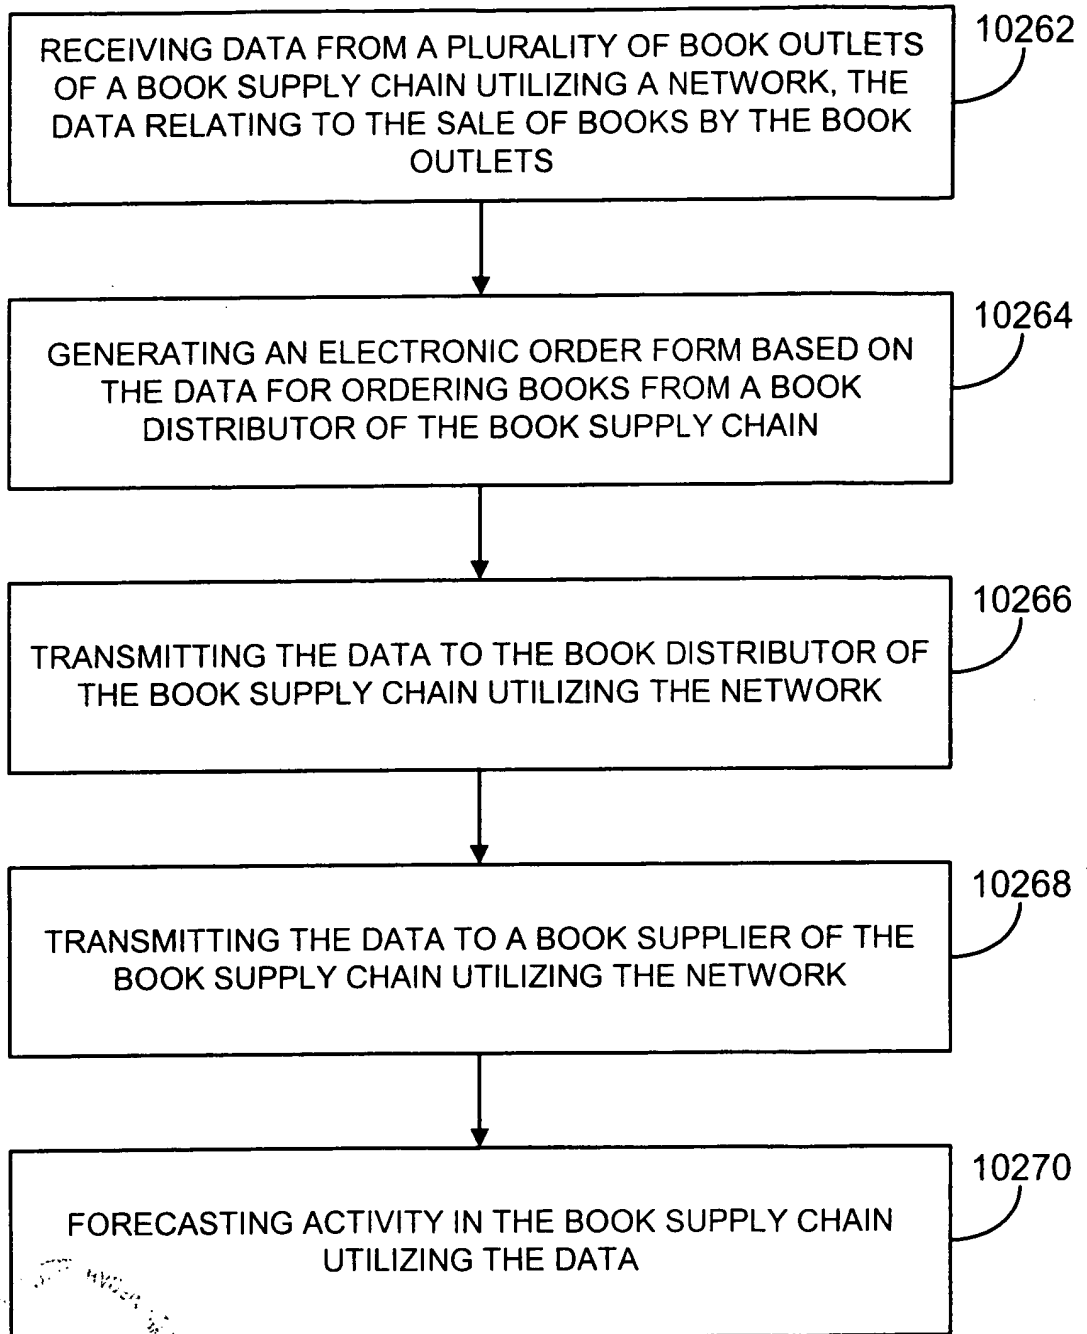 RECEIVING DATA FROM A PLURALITY OF BOOK OUTLETS
OF A BOOK SUPPLY CHAIN UTILIZING A NETWORK, THE
DATA RELATING TO THE SALE OF BOOKS BY THE BOOK
OUTLETS
10262
GENERATING AN ELECTRONIC ORDER FORM BASED ON
THE DATA FOR ORDERING BOOKS FROM A BOOK
DISTRIBUTOR OF THE BOOK SUPPLY CHAIN
10264
TRANSMITTING THE DATA TO THE BOOK DISTRIBUTOR OF
THE BOOK SUPPLY CHAIN UTILIZING THE NETWORK
10266
TRANSMITTING THE DATA TO A BOOK SUPPLIER OF THE
BOOK SUPPLY CHAIN UTILIZING THE NETWORK
10268
FORECASTING ACTIVITY IN THE BOOK SUPPLY CHAIN
UTILIZING THE DATA
10270